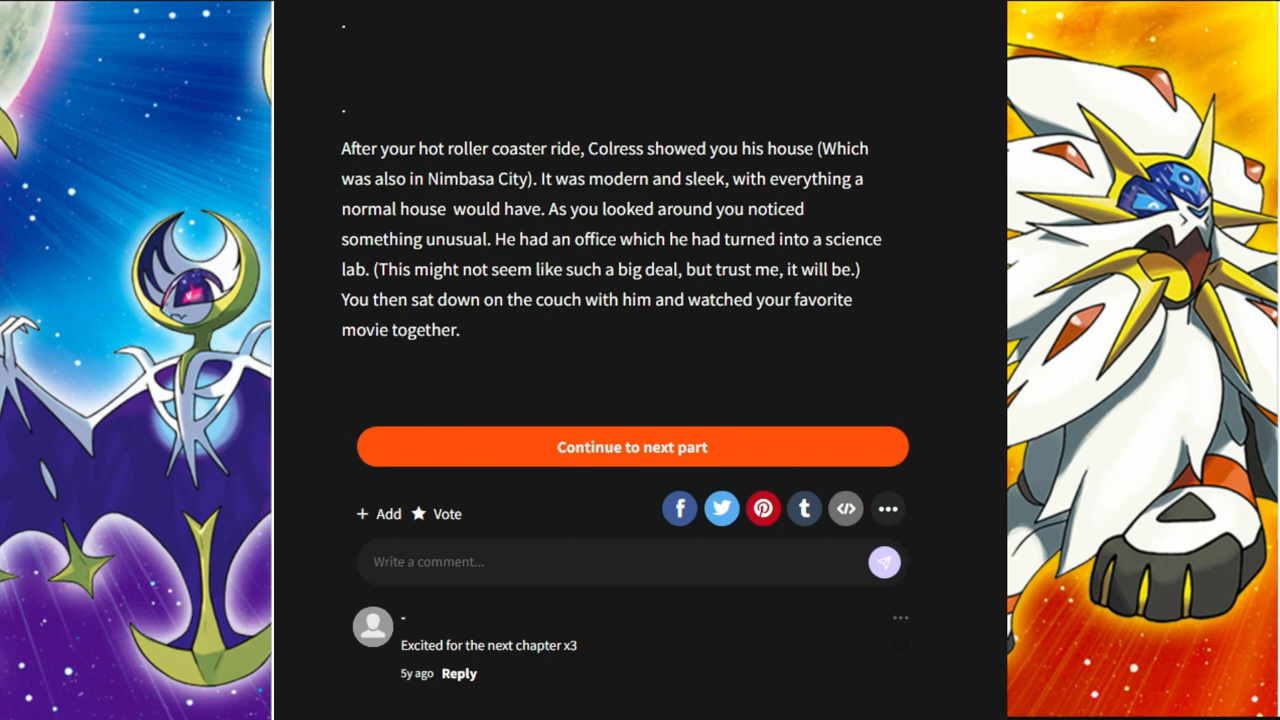 .
.
After your hot roller coaster ride, Colress showed you his house (Which
was also in Nimbasa City). It was modern and sleek, with everything a
normal house  would have. As you looked around you noticed
something unusual. He had an office which he had turned into a science
lab. (This might not seem like such a big deal, but trust me, it will be.)
You then sat down on the couch with him and watched your favorite
movie together.
Continue to next part
+ Add ★ Vote
f t </> •••
Write a comment...
- •••
Excited for the next chapter x3
5y ago Reply